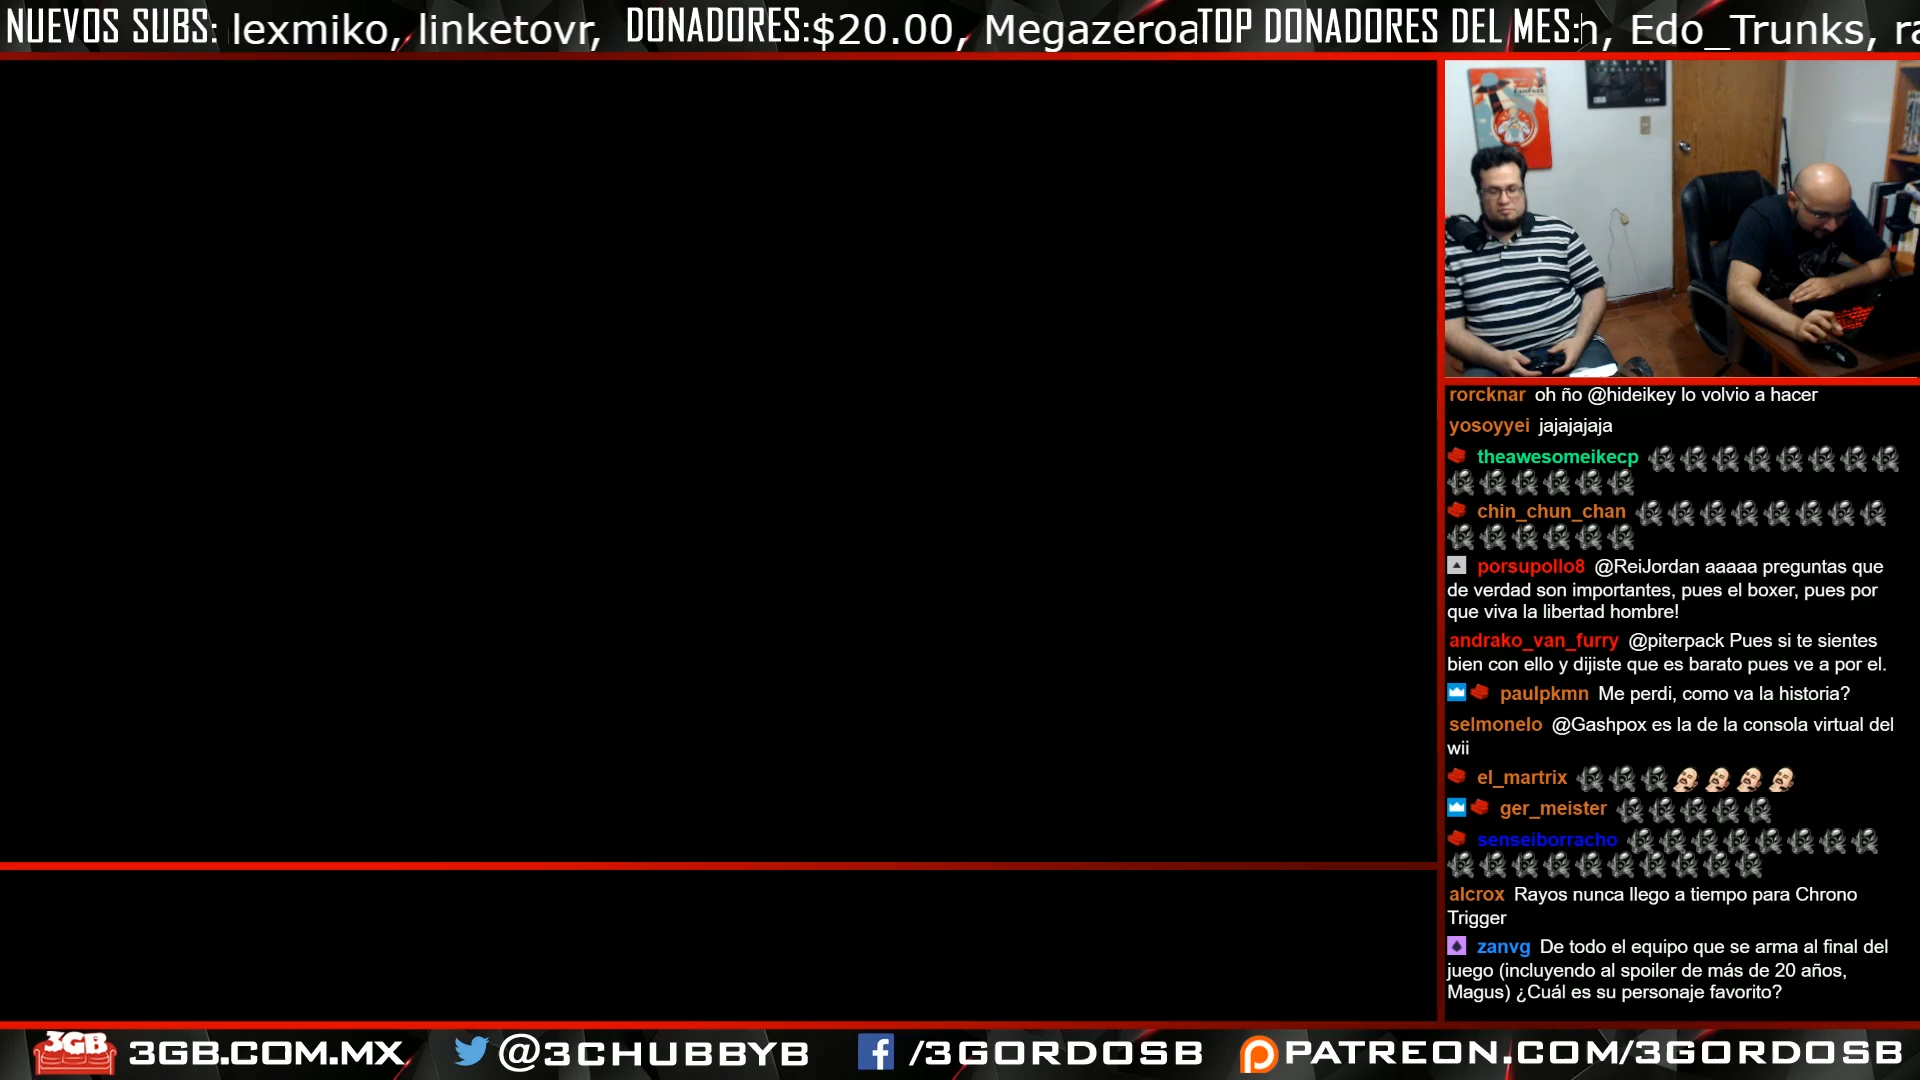 NUEVOS SUBS: lexmiko, linketovr, DONADORES: $20.00, Megazeroa TOP DONADORES DEL MES: n, Edo_Trunks, ra
rorcknar oh ño @hideikey lo volvio a hacer
yosoyyei jajajajaja
theawesomeikecp
chin_chun_chan
porsupollo8 @ReiJordan aaaaa preguntas que
de verdad son importantes, pues el boxer, pues por
que viva la libertad hombre!
andrako_van_furry @piterpack Pues si te sientes
bien con ello y dijiste que es barato pues ve a por el.
paulpkmn Me perdi, como va la historia?
selmonelo @Gashpox es la de la consola virtual del
wii
el_martrix
ger_meister
senseiborracho
alcrox Rayos nunca llego a tiempo para Chrono
Trigger
zanvg De todo el equipo que se arma al final del
juego (incluyendo al spoiler de más de 20 años,
Magus) ¿Cuál es su personaje favorito?
3GB 3GB.COM.MX @3CHUBBYB /3GORDOSB PATREON.COM/3GORDOSB